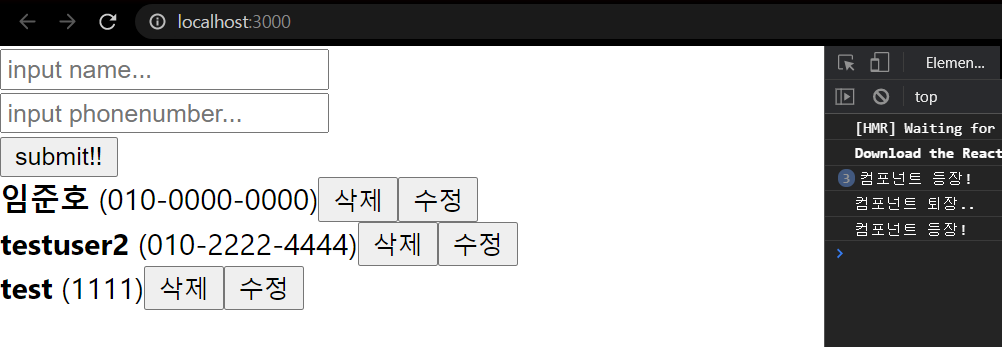 localhost:3000
input name...
input phonenumber...
submit!!
임준호 (010-0000-0000) 삭제 수정
testuser2 (010-2222-4444) 삭제 수정
test (1111) 삭제 수정
Elemen...
top
[HMR] Waiting for
Download the React
3 컴포넌트 등장!
컴포넌트 퇴장..
컴포넌트 등장!